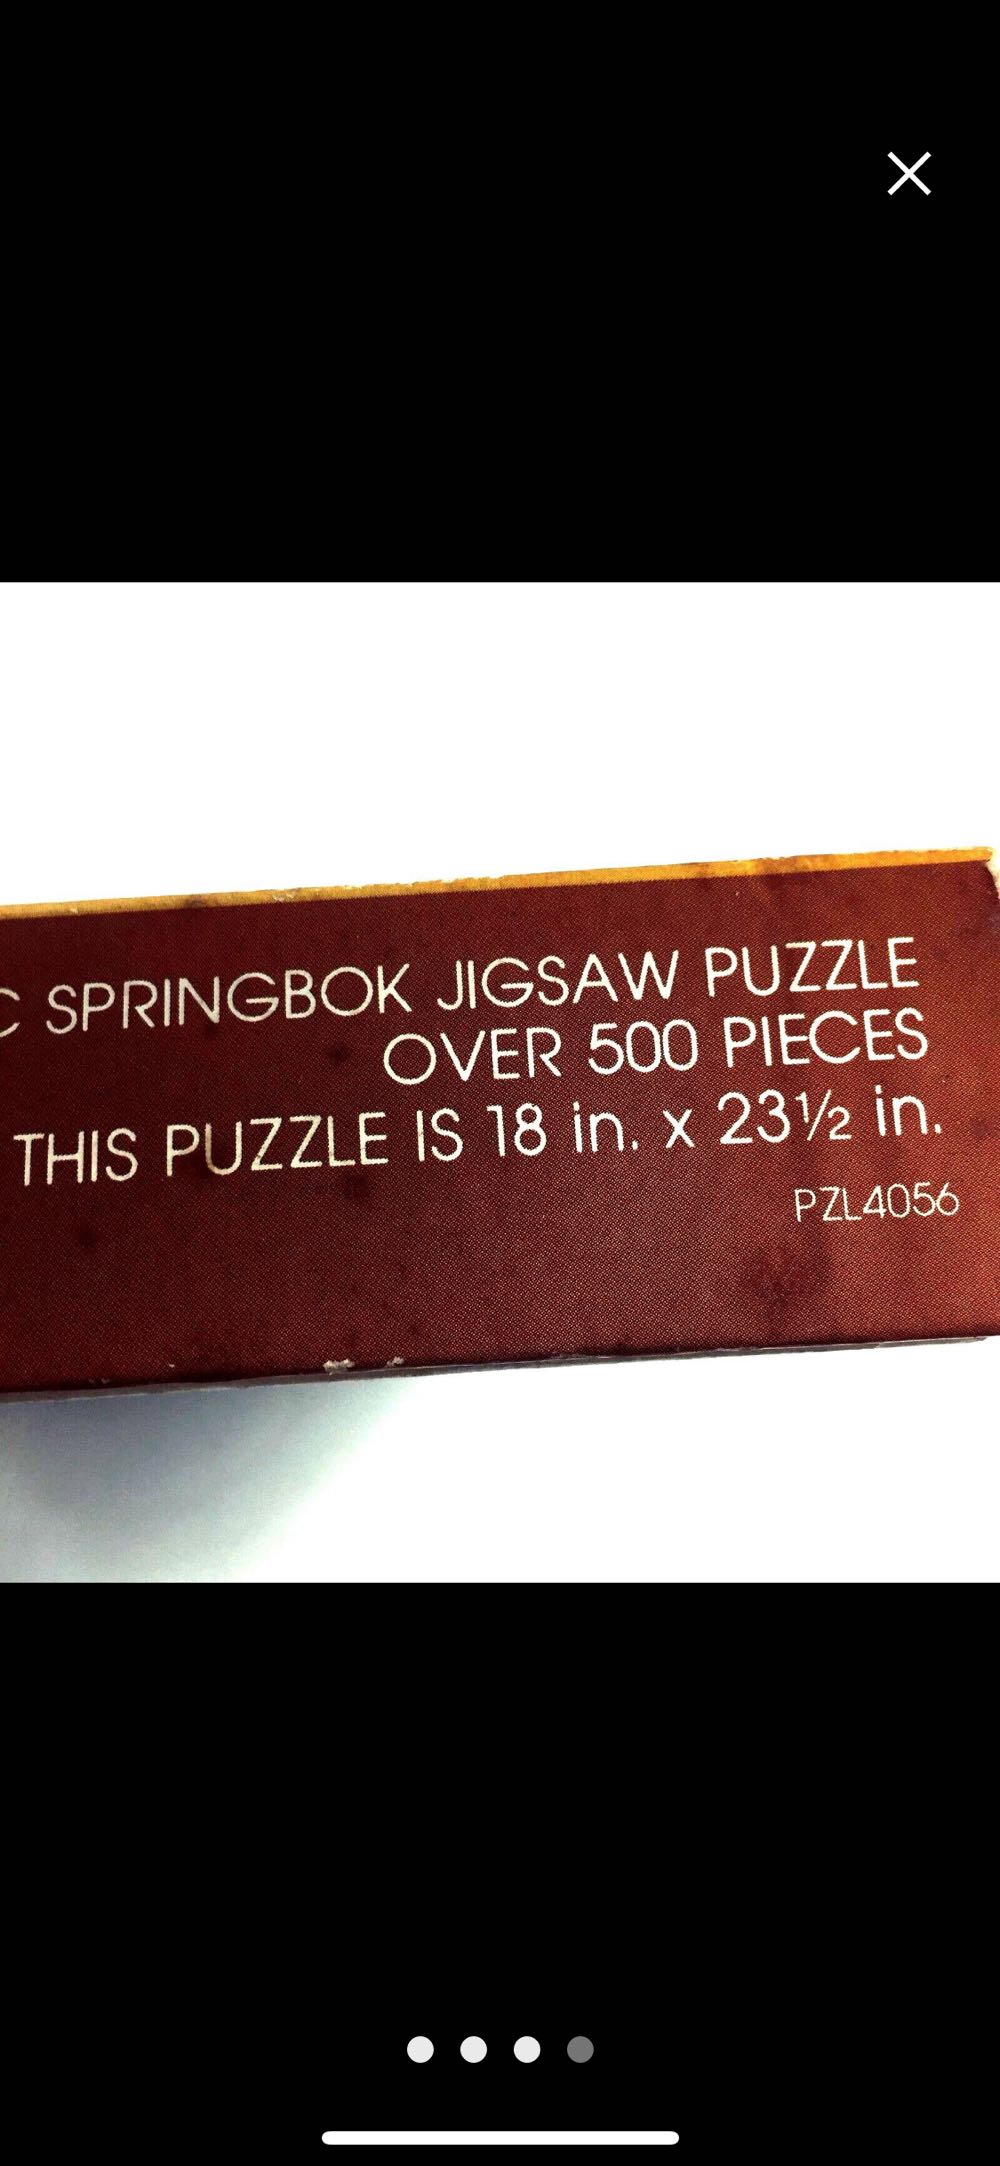 SPRINGBOK JIGSAW PUZZLE
OVER 500 PIECES
THIS PUZZLE IS 18 in. x 23½ in.
PZL4056